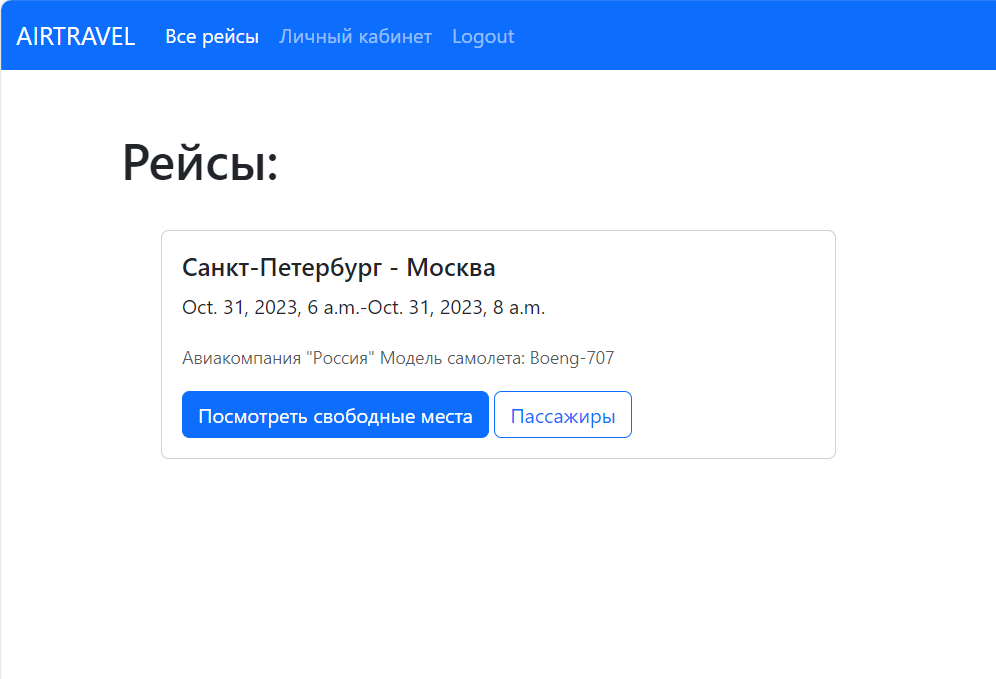 AIRTRAVEL Все рейсы Личный кабинет Logout
Рейсы:
Санкт-Петербург - Москва
Oct. 31, 2023, 6 a.m.-Oct. 31, 2023, 8 a.m.
Авиакомпания "Россия" Модель самолета: Boeng-707
Посмотреть свободные места Пассажиры